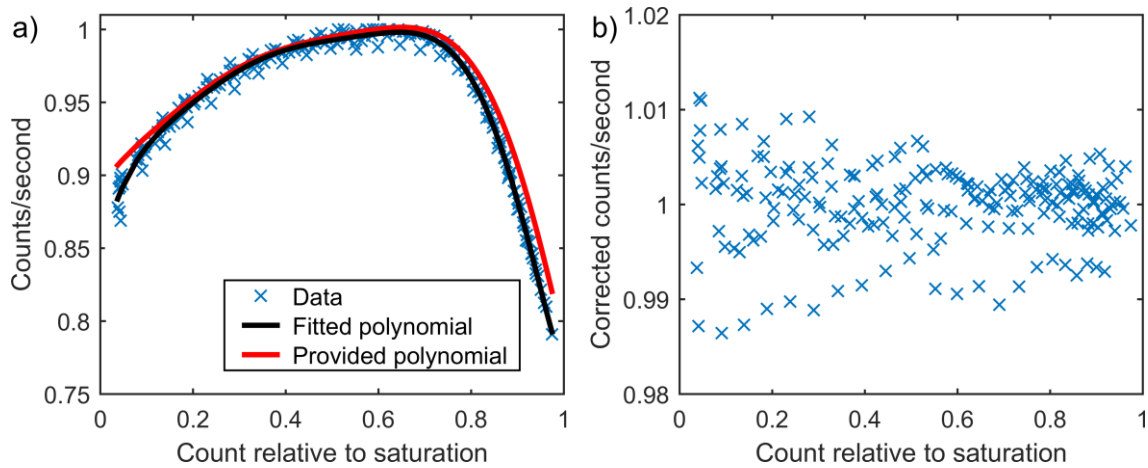 a)
1
0.95
0.9
0.85
0.8
0.75
Counts/second
Data
Fitted polynomial
Provided polynomial
0 0.2 0.4 0.6 0.8 1
Count relative to saturation
b)
1.02
1.01
1
0.99
0.98
Corrected counts/second
0 0.2 0.4 0.6 0.8 1
Count relative to saturation